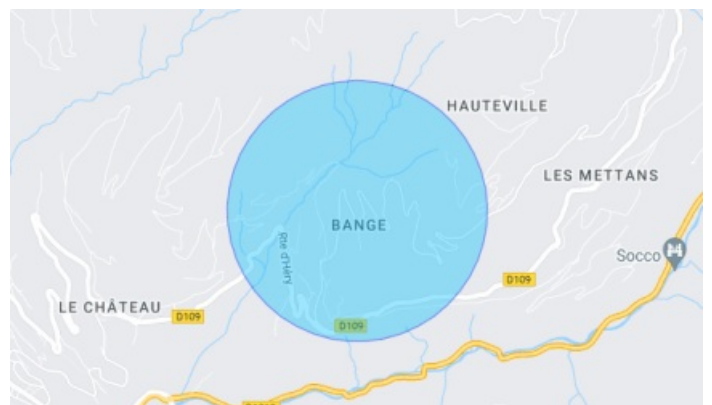 HAUTEVILLE
LES METTANS
BANGE
Rte d'Héry
Socco
D109
LE CHÂTEAU
D109
D109